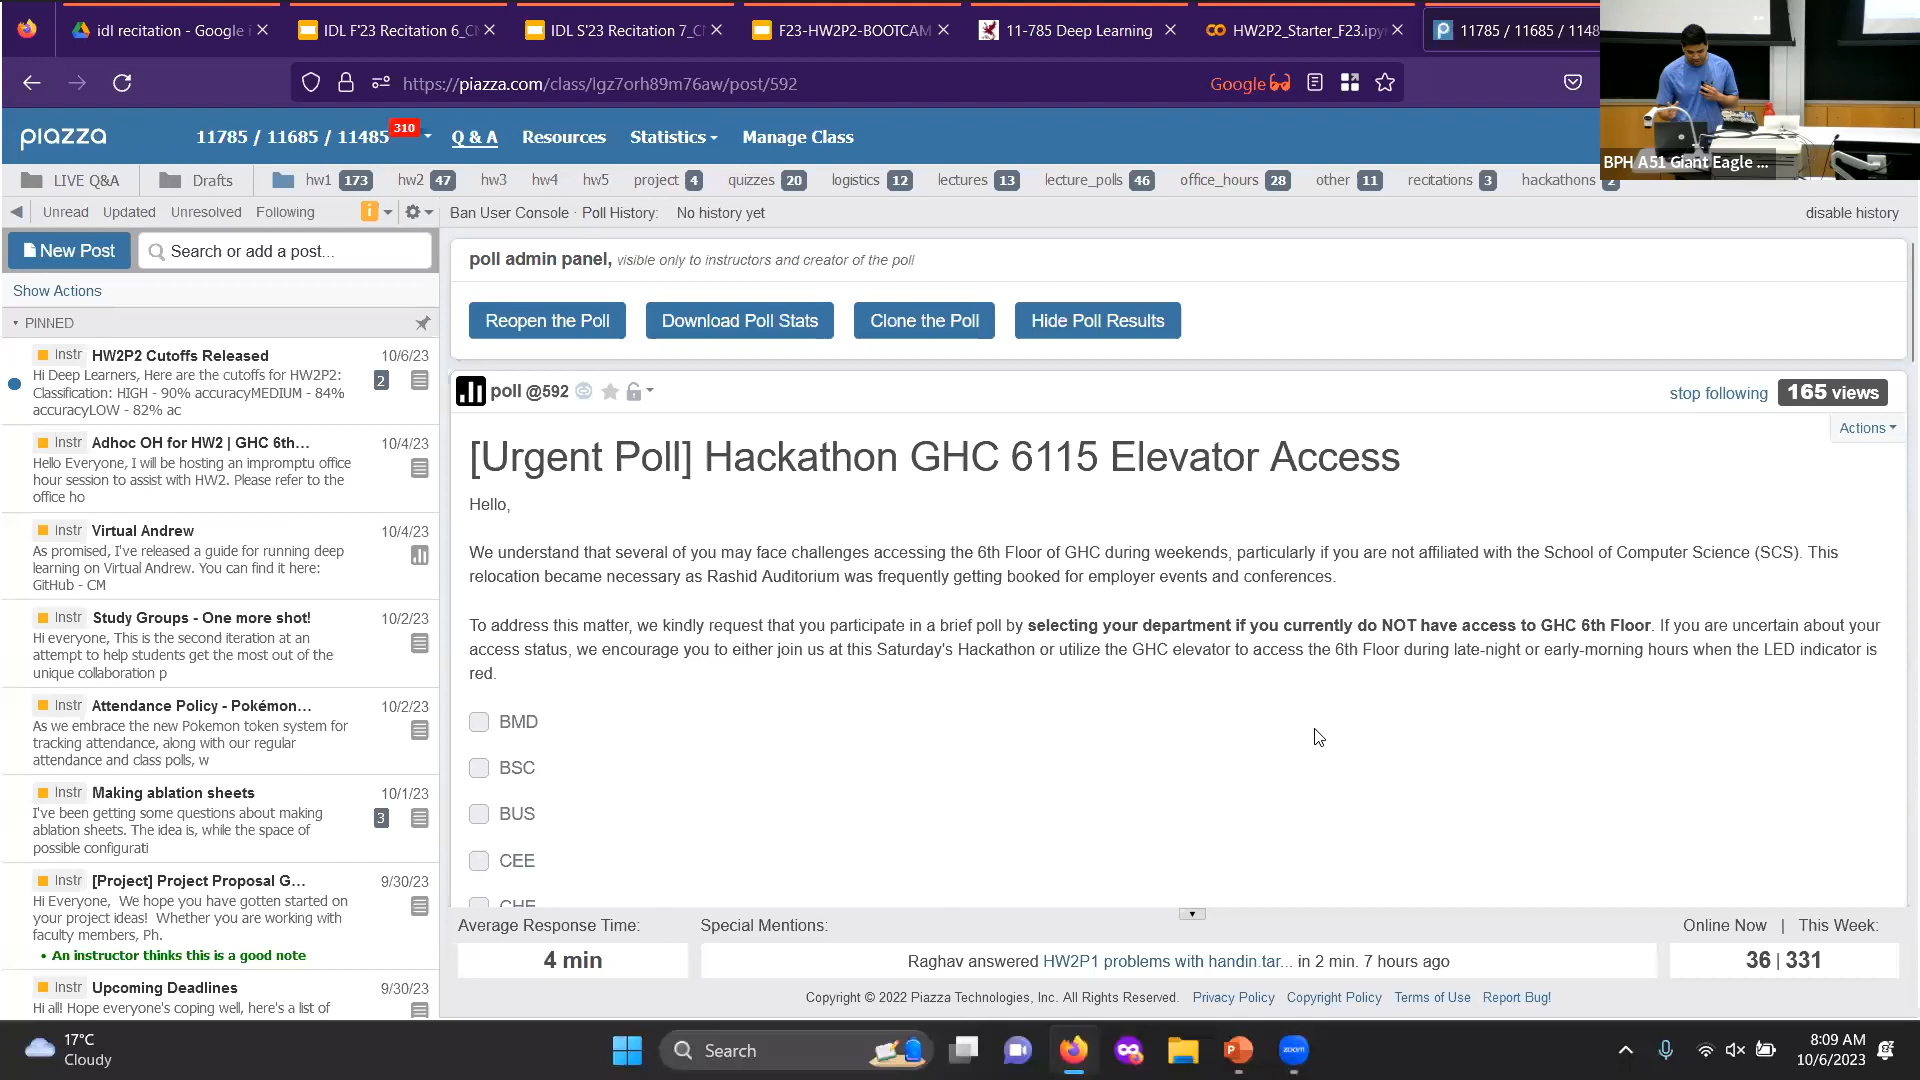 idl recitation - Google
IDL F'23 Recitation 6_C
IDL S'23 Recitation 7_C
F23-HW2P2-BOOTCAM
11-785 Deep Learning
HW2P2_Starter_F23.ipy
11785 / 11685 / 1148
https://piazza.com/class/lgz7orh89m76aw/post/592
Google
BPH A51 Giant Eagle ...
piazza
11785 / 11685 / 11485
310
Q & A
Resources
Statistics
Manage Class
LIVE Q&A
Drafts
hw1 173
hw2 47
hw3
hw4
hw5
project 4
quizzes 20
logistics 12
lectures 13
lecture_polls 46
office_hours 28
other 11
recitations 3
hackathons 2
Unread
Updated
Unresolved
Following
i
Ban User Console · Poll History: No history yet
disable history
New Post
Search or add a post...
Show Actions
PINNED
Instr HW2P2 Cutoffs Released 10/6/23
Hi Deep Learners, Here are the cutoffs for HW2P2:
Classification: HIGH - 90% accuracyMEDIUM - 84%
accuracyLOW - 82% ac
2
Instr Adhoc OH for HW2 | GHC 6th... 10/4/23
Hello Everyone, I will be hosting an impromptu office
hour session to assist with HW2. Please refer to the
office ho
Instr Virtual Andrew 10/4/23
As promised, I've released a guide for running deep
learning on Virtual Andrew. You can find it here:
GitHub - CM
Instr Study Groups - One more shot! 10/2/23
Hi everyone, This is the second iteration at an
attempt to help students get the most out of the
unique collaboration p
Instr Attendance Policy - Pokémon... 10/2/23
As we embrace the new Pokemon token system for
tracking attendance, along with our regular
attendance and class polls, w
Instr Making ablation sheets 10/1/23
I've been getting some questions about making
ablation sheets. The idea is, while the space of
possible configurati
3
Instr [Project] Project Proposal G... 9/30/23
Hi Everyone, We hope you have gotten started on
your project ideas! Whether you are working with
faculty members, Ph.
• An instructor thinks this is a good note
Instr Upcoming Deadlines 9/30/23
Hi all! Hope everyone's coping well, here's a list of
poll admin panel, visible only to instructors and creator of the poll
Reopen the Poll
Download Poll Stats
Clone the Poll
Hide Poll Results
poll @592
stop following
165 views
Actions
[Urgent Poll] Hackathon GHC 6115 Elevator Access
Hello,
We understand that several of you may face challenges accessing the 6th Floor of GHC during weekends, particularly if you are not affiliated with the School of Computer Science (SCS). This
relocation became necessary as Rashid Auditorium was frequently getting booked for employer events and conferences.
To address this matter, we kindly request that you participate in a brief poll by selecting your department if you currently do NOT have access to GHC 6th Floor. If you are uncertain about your
access status, we encourage you to either join us at this Saturday's Hackathon or utilize the GHC elevator to access the 6th Floor during late-night or early-morning hours when the LED indicator is
red.
BMD
BSC
BUS
CEE
CHE
Average Response Time:
4 min
Special Mentions:
Raghav answered HW2P1 problems with handin.tar... in 2 min. 7 hours ago
Online Now | This Week:
36 | 331
Copyright © 2022 Piazza Technologies, Inc. All Rights Reserved. Privacy Policy Copyright Policy Terms of Use Report Bug!
17°C
Cloudy
Search
zoom
8:09 AM
10/6/2023